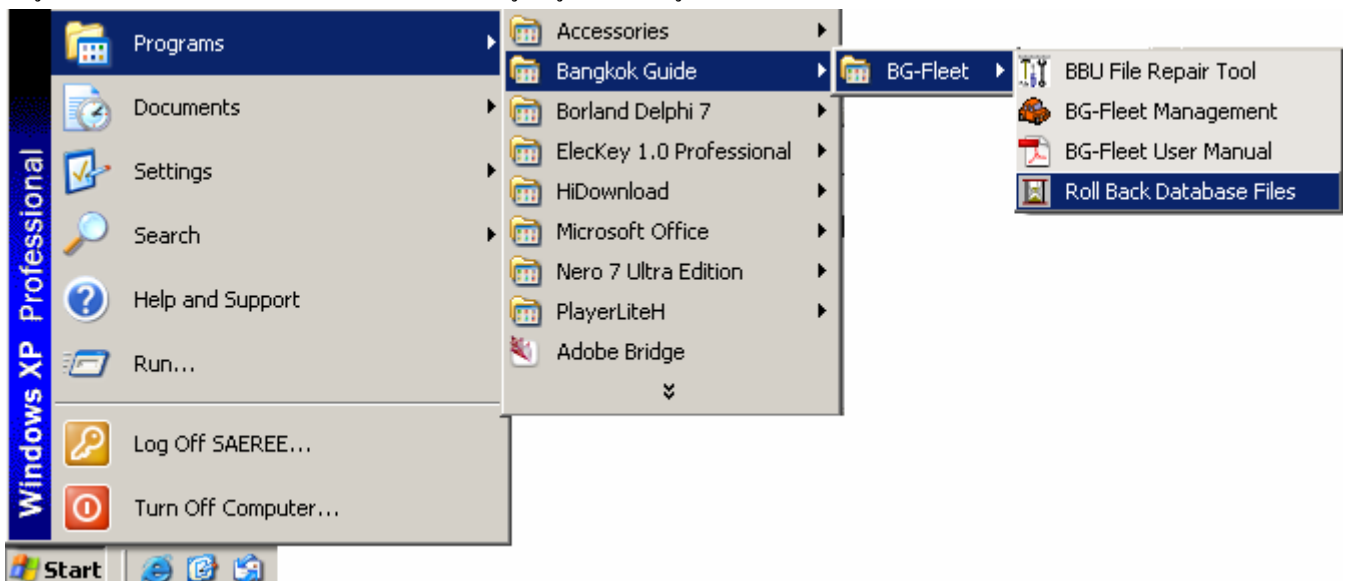 Windows XP Professional
Programs
Documents
Settings
Search
Help and Support
Run...
Log Off SAEREE...
Turn Off Computer...
Start
Accessories
Bangkok Guide
Borland Delphi 7
ElecKey 1.0 Professional
HiDownload
Microsoft Office
Nero 7 Ultra Edition
PlayerLiteH
Adobe Bridge
BG-Fleet
BBU File Repair Tool
BG-Fleet Management
BG-Fleet User Manual
Roll Back Database Files